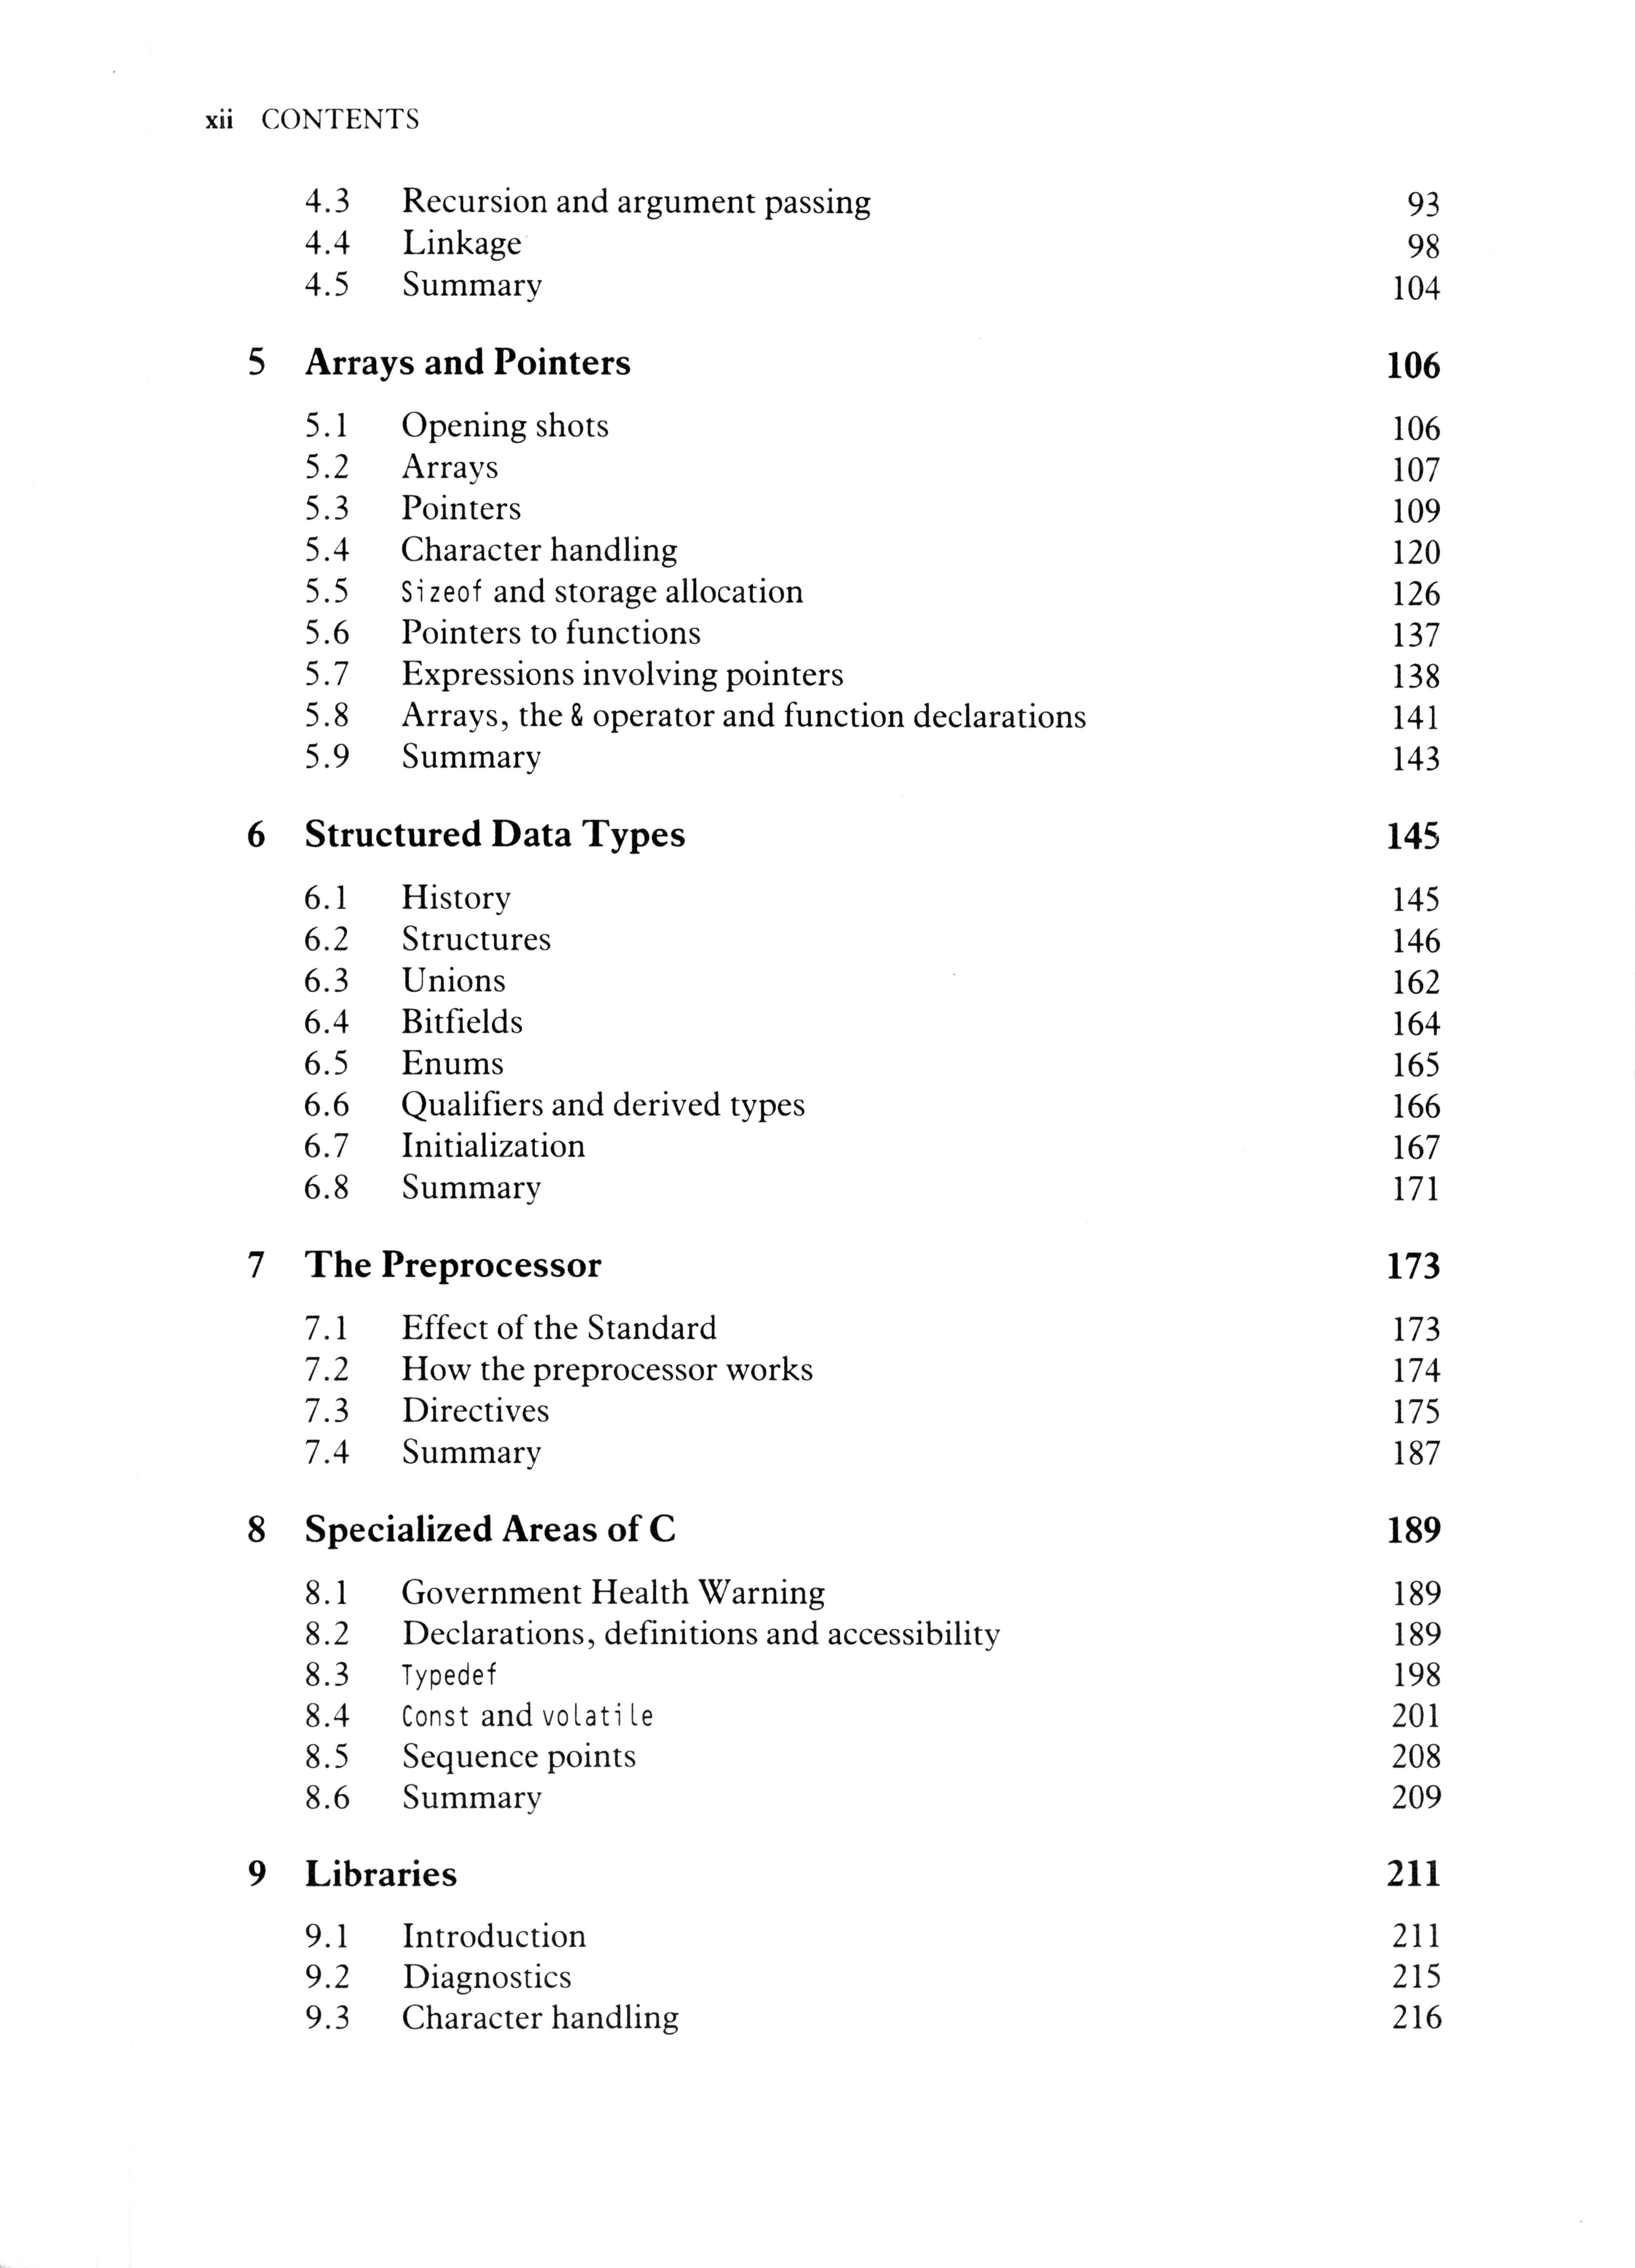 xii CONTENTS
4.3 Recursion and argument passing 93
4.4 Linkage 98
4.5 Summary 104
5 Arrays and Pointers 106
5.1 Opening shots 106
5.2 Arrays 107
5.3 Pointers 109
5.4 Character handling 120
5.5 Sizeof and storage allocation 126
5.6 Pointers to functions 137
5.7 Expressions involving pointers 138
5.8 Arrays, the & operator and function declarations 141
5.9 Summary 143
6 Structured Data Types 145
6.1 History 145
6.2 Structures 146
6.3 Unions 162
6.4 Bitfields 164
6.5 Enums 165
6.6 Qualifiers and derived types 166
6.7 Initialization 167
6.8 Summary 171
7 The Preprocessor 173
7.1 Effect of the Standard 173
7.2 How the preprocessor works 174
7.3 Directives 175
7.4 Summary 187
8 Specialized Areas of C 189
8.1 Government Health Warning 189
8.2 Declarations, definitions and accessibility 189
8.3 Typedef 198
8.4 Const and volatile 201
8.5 Sequence points 208
8.6 Summary 209
9 Libraries 211
9.1 Introduction 211
9.2 Diagnostics 215
9.3 Character handling 216